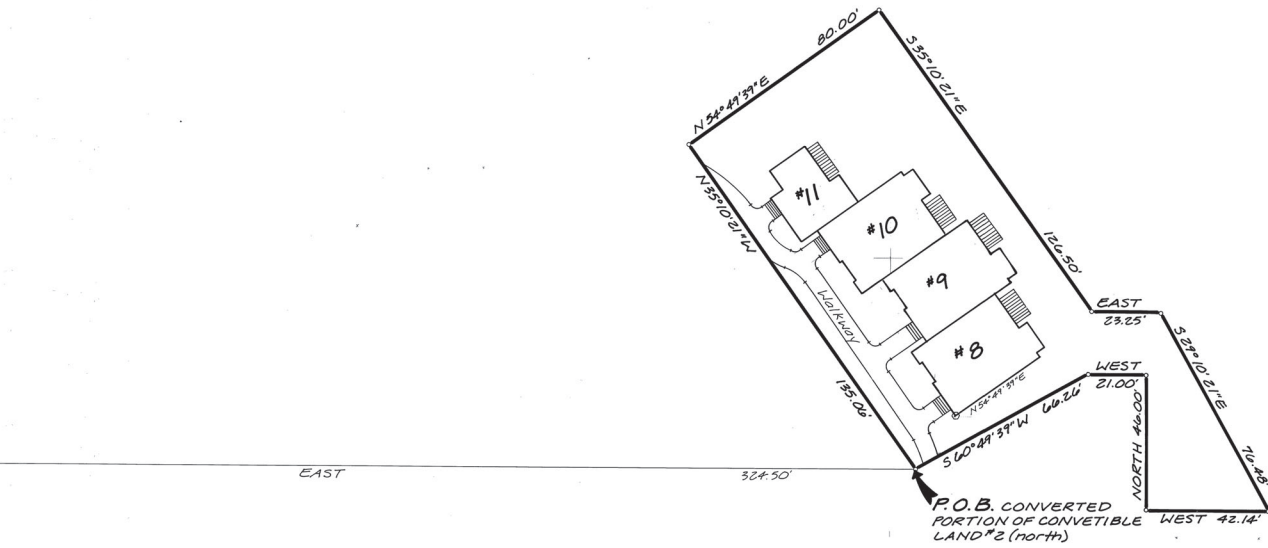 80.00'
N 54° 49' 39" E
S 35° 10' 21" E
N 35° 10' 21" W
#11
#10
126.50'
#9
Walkway
EAST
23.25'
S 29° 10' 21" E
#8
WEST
21.00'
N 54° 49' 39" E
135.06'
S 60° 49' 39" W 66.26'
NORTH 46.00'
76.48'
EAST 324.50'
P.O.B. CONVERTED
PORTION OF CONVETIBLE
LAND #2 (north)
WEST 42.14'